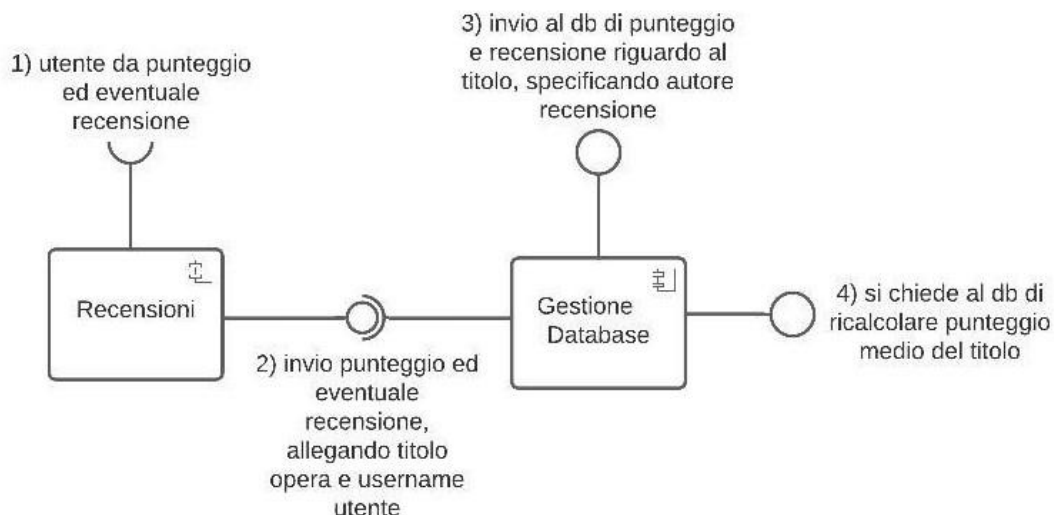 1) utente da punteggio
ed eventuale
recensione
3) invio al db di punteggio
e recensione riguardo al
titolo, specificando autore
recensione
Recensioni
2) invio punteggio ed
eventuale
recensione,
allegando titolo
opera e username
utente
Gestione
Database
4) si chiede al db di
ricalcolare punteggio
medio del titolo